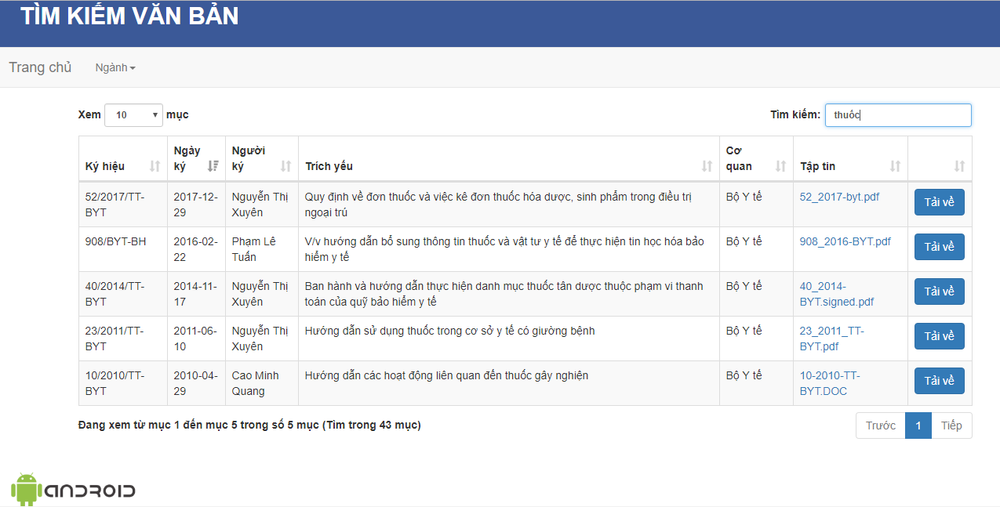 TÌM KIẾM VĂN BẢN
Trang chủ Ngành
Xem 10 mục Tìm kiếm: thuốc
Ký hiệu Ngày ký Người ký Trích yếu Cơ quan Tập tin
52/2017/TT-
BYT
2017-12-
29
Nguyễn Thị
Xuyên
Quy định về đơn thuốc và việc kê đơn thuốc hóa dược, sinh phẩm trong điều trị
ngoại trú
Bộ Y tế
52_2017-byt.pdf
Tải về
908/BYT-BH
2016-02-
22
Phạm Lê
Tuấn
V/v hướng dẫn bổ sung thông tin thuốc và vật tư y tế để thực hiện tin học hóa bảo
hiểm y tế
Bộ Y tế
908_2016-BYT.pdf
Tải về
40/2014/TT-
BYT
2014-11-
17
Nguyễn Thị
Xuyên
Ban hành và hướng dẫn thực hiện danh mục thuốc tân dược thuộc phạm vi thanh
toán của quỹ bảo hiểm y tế
Bộ Y tế
40_2014-
BYT.signed.pdf
Tải về
23/2011/TT-
BYT
2011-06-
10
Nguyễn Thị
Xuyên
Hướng dẫn sử dụng thuốc trong cơ sở y tế có giường bệnh
Bộ Y tế
23_2011_TT-
BYT.pdf
Tải về
10/2010/TT-
BYT
2010-04-
29
Cao Minh
Quang
Hướng dẫn các hoạt động liên quan đến thuốc gây nghiện
Bộ Y tế
10-2010-TT-
BYT.DOC
Tải về
Đang xem từ mục 1 đến mục 5 trong số 5 mục (Tìm trong 43 mục)
Trước 1 Tiếp
ANDROID